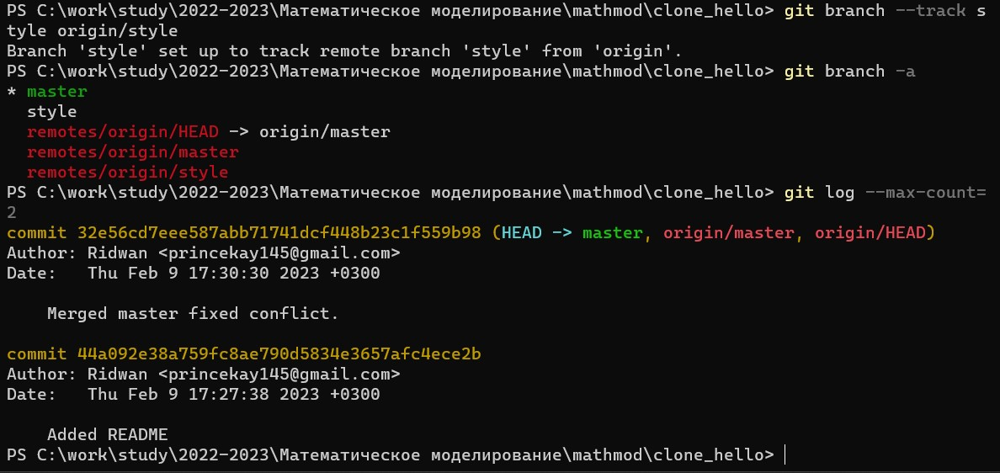 PS C:\work\study\2022-2023\Математическое моделирование\mathmod\clone_hello> git branch --track s
tyle origin/style
Branch 'style' set up to track remote branch 'style' from 'origin'.
PS C:\work\study\2022-2023\Математическое моделирование\mathmod\clone_hello> git branch -a
* master
  style
  remotes/origin/HEAD -> origin/master
  remotes/origin/master
  remotes/origin/style
PS C:\work\study\2022-2023\Математическое моделирование\mathmod\clone_hello> git log --max-count=
2
commit 32e56cd7eee587abb71741dcf448b23c1f559b98 (HEAD -> master, origin/master, origin/HEAD)
Author: Ridwan <princekay145@gmail.com>
Date:   Thu Feb 9 17:30:30 2023 +0300

    Merged master fixed conflict.

commit 44a092e38a759fc8ae790d5834e3657afc4ece2b
Author: Ridwan <princekay145@gmail.com>
Date:   Thu Feb 9 17:27:38 2023 +0300

    Added README
PS C:\work\study\2022-2023\Математическое моделирование\mathmod\clone_hello>